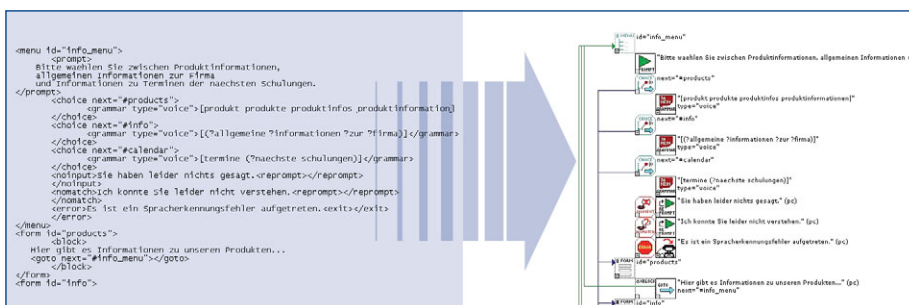 <menu id="info_menu">
<prompt>
Bitte waehlen Sie zwischen Produktinformationen,
allgemeinen Informationen zur Firma
und Informationen zu Terminen der naechsten Schulungen.
</prompt>
<choice next="#products">
<grammar type="voice">[produkt produkte produktinfos produktinformation]
</choice>
<choice next="#info">
<grammar type="voice">[(?allgemeine ?informationen ?zur ?firma)]</grammar>
</choice>
<choice next="#calendar">
<grammar type="voice">[termine (?naechste schulungen)]</grammar>
</choice>
<noinput>Sie haben leider nichts gesagt.<reprompt></reprompt>
</noinput>
<nomatch>Ich konnte Sie leider nicht verstehen.<reprompt></reprompt>
</nomatch>
<error>Es ist ein Spracherkennungsfehler aufgetreten.<exit></exit>
</error>
</menu>
<form id="products">
<block>
Hier gibt es Informationen zu unseren Produkten...
<goto next="#info_menu"></goto>
</block>
</form>
<form id="info">
id="info_menu"
"Bitte waehlen Sie zwischen Produktinformationen, allgemeinen Informationen
next="#products"
"[produkt produkte produktinfos produktinformationen]"
type="voice"
next="#info"
"[(?allgemeine ?informationen ?zur ?firma)]"
type="voice"
next="#calendar"
"[termine (?naechste schulungen)]"
type="voice"
"Sie haben leider nichts gesagt." (pc)
"Ich konnte Sie leider nicht verstehen." (pc)
"Es ist ein Spracherkennungsfehler aufgetreten." (pc)
FORM
id="products"
"Hier gibt es Informationen zu unseren Produkten..." (pc)
next="#info_menu"
FORM
id="info"